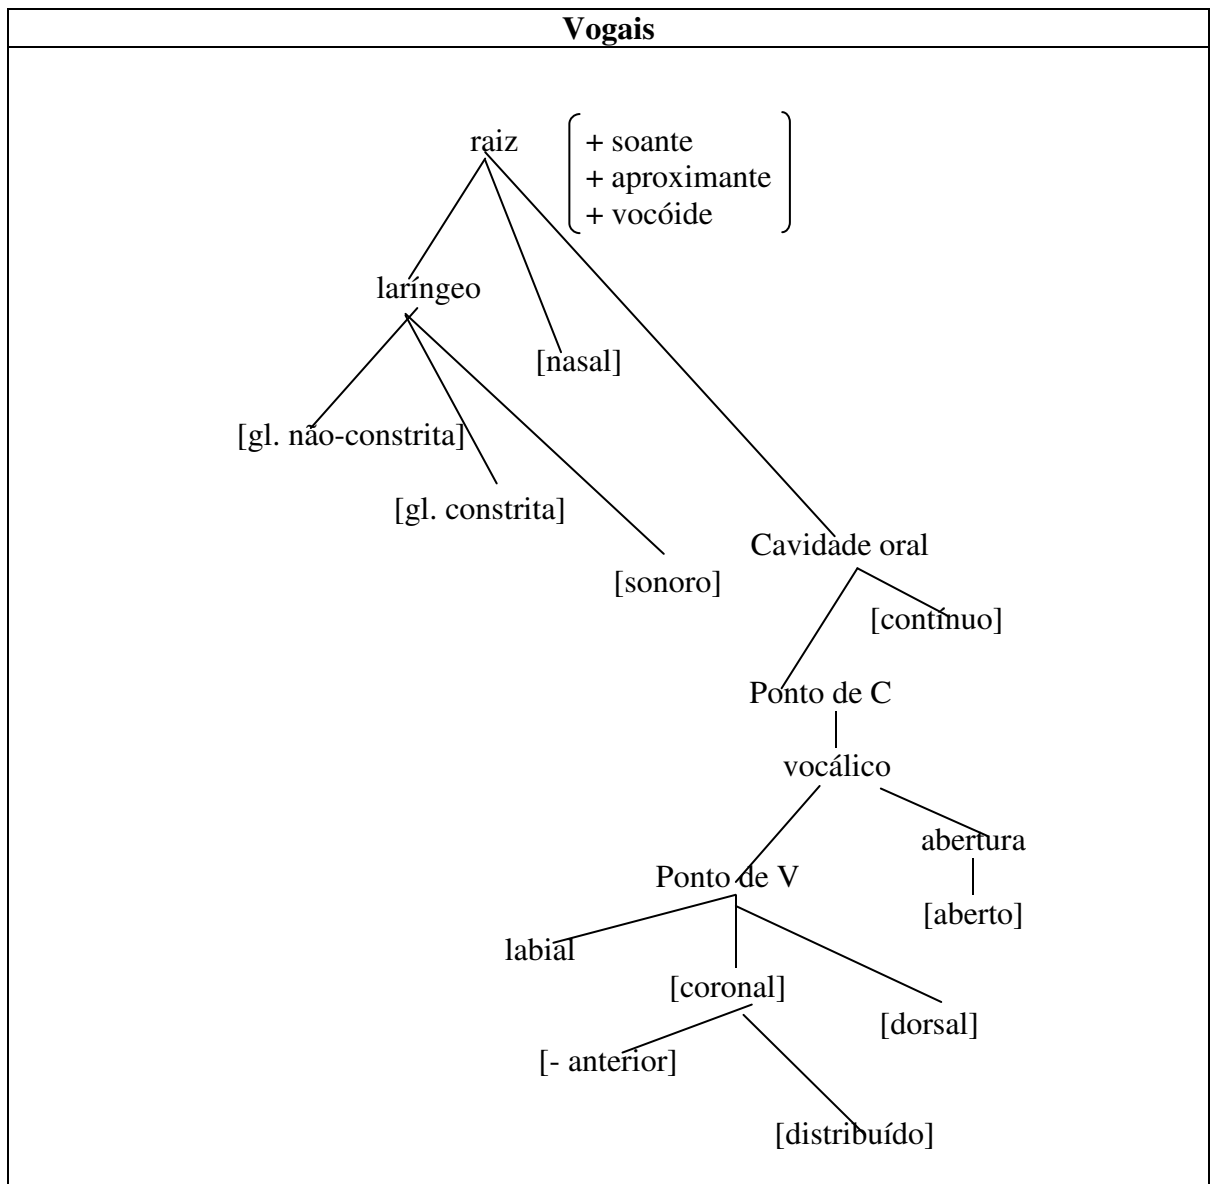 Vogais
raiz
+ soante
+ aproximante
+ vocóide
laríngeo
[nasal]
[gl. não-constrita]
[gl. constrita]
Cavidade oral
[sonoro]
[contínuo]
Ponto de C
vocálico
abertura
Ponto de V
[aberto]
labial
[coronal]
[dorsal]
[- anterior]
[distribuído]